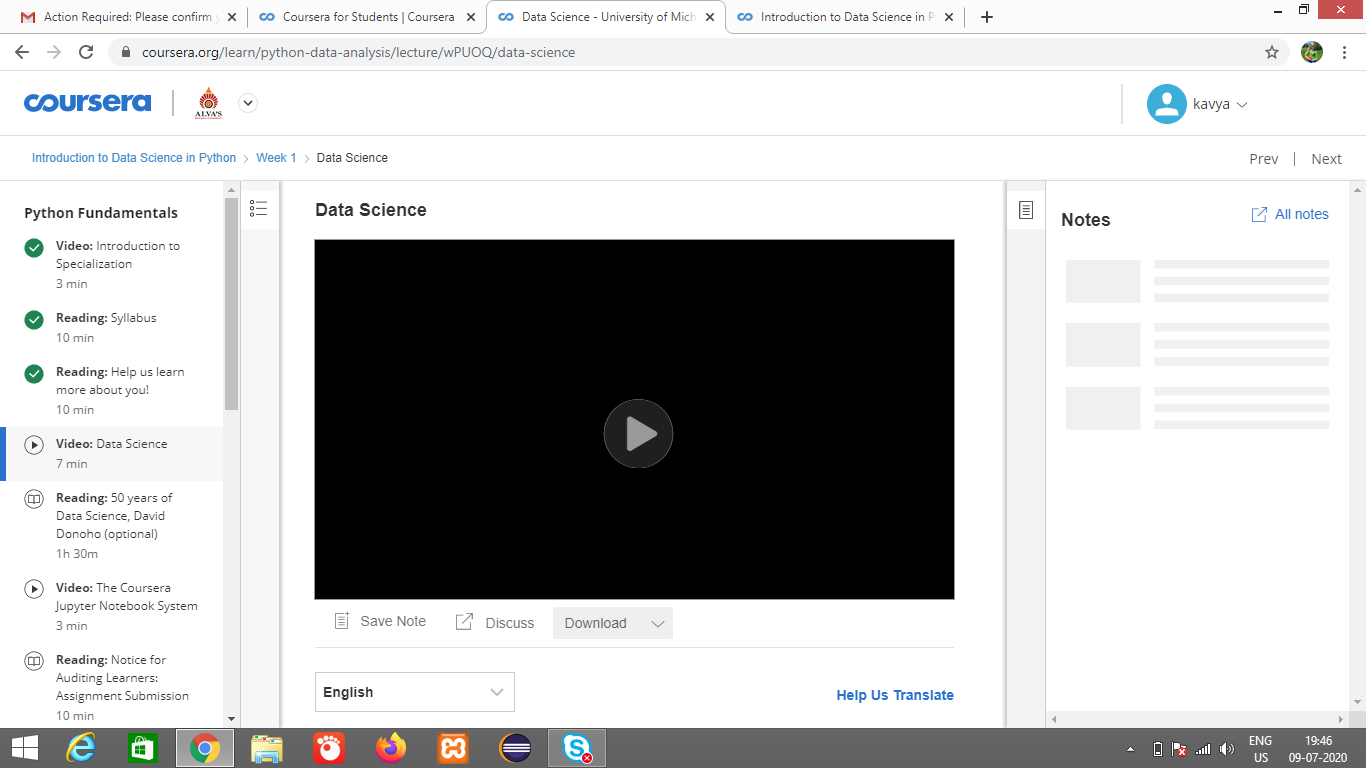 Action Required: Please confirm
Coursera for Students | Coursera
Data Science - University of Mich
Introduction to Data Science in P
coursera.org/learn/python-data-analysis/lecture/wPUOQ/data-science
coursera
ALVA'S
kavya
Introduction to Data Science in Python
Week 1
Data Science
Prev | Next
Python Fundamentals
Video: Introduction to
Specialization
3 min
Reading: Syllabus
10 min
Reading: Help us learn
more about you!
10 min
Video: Data Science
7 min
Reading: 50 years of
Data Science, David
Donoho (optional)
1h 30m
Video: The Coursera
Jupyter Notebook System
3 min
Reading: Notice for
Auditing Learners:
Assignment Submission
10 min
Data Science
Save Note
Discuss
Download
English
Help Us Translate
Notes
All notes
ENG
US
19:46
09-07-2020